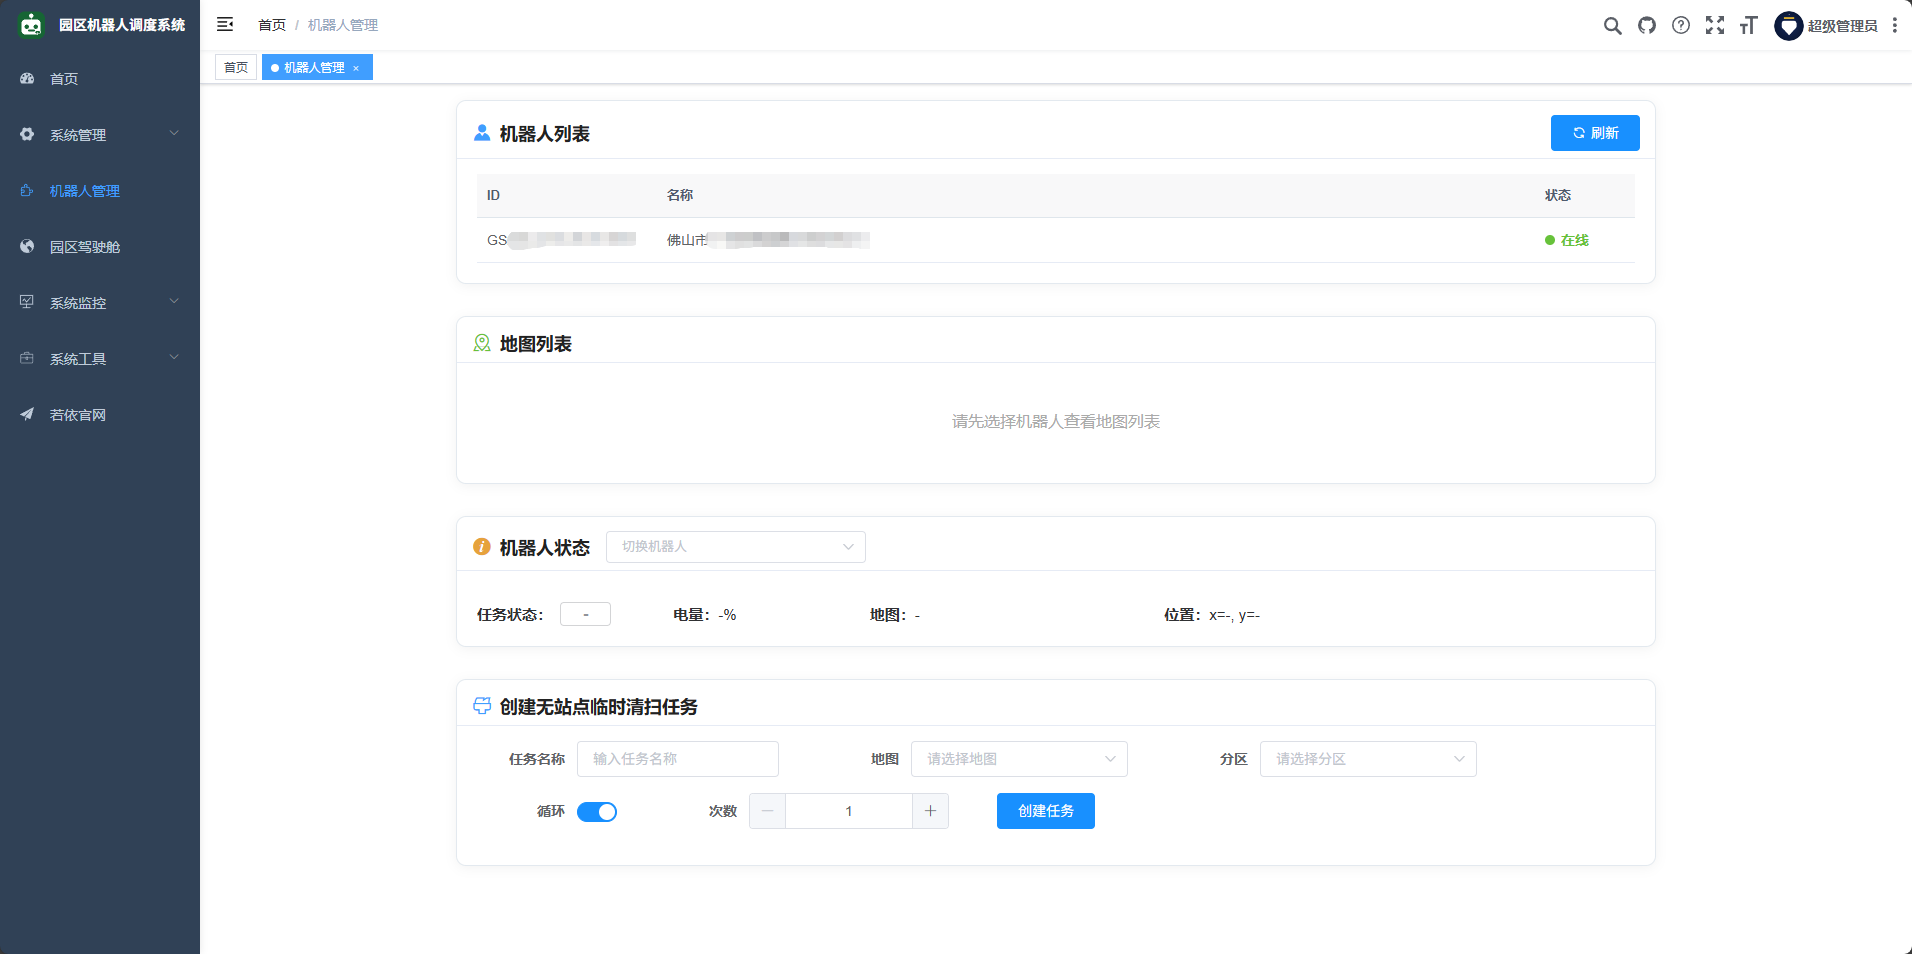 园区机器人调度系统
首页
系统管理
机器人管理
园区驾驶舱
系统监控
系统工具
若依官网
首页 / 机器人管理
超级管理员
首页
机器人管理 ×
机器人列表
刷新
ID 名称 状态
GS 佛山市 在线
地图列表
请先选择机器人查看地图列表
机器人状态 切换机器人
任务状态： - 电量：-% 地图：- 位置：x=-, y=-
创建无站点临时清扫任务
任务名称 输入任务名称 地图 请选择地图 分区 请选择分区
循环 次数 1 创建任务